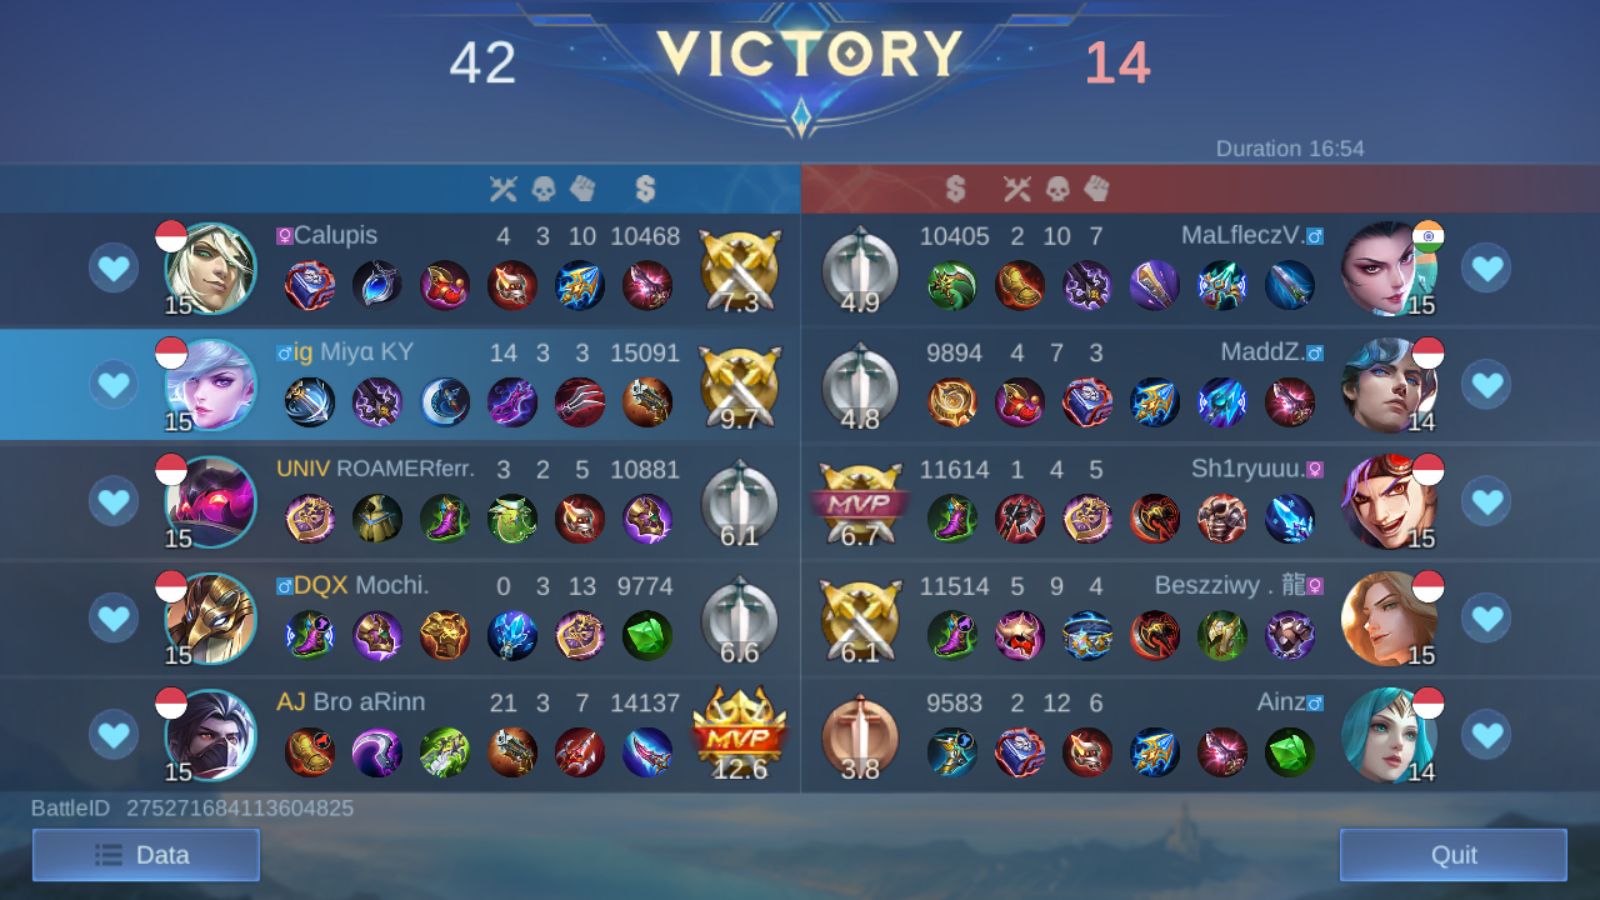 VICTORY
42
14
Duration 16:54
Calupis 4 3 10 10468 7.3
15
10405 2 10 7 MaLfleczV. 4.9
15
ig Miyα KY 14 3 3 15091 9.7
15
9894 4 7 3 MaddZ. 4.8
14
UNIV ROAMERferr. 3 2 5 10881 6.1
15
11614 1 4 5 Sh1ryuuu. MVP 6.7
15
DQX Mochi. 0 3 13 9774 6.6
15
11514 5 9 4 Beszziwy . 龍 6.1
15
AJ Bro aRinn 21 3 7 14137 MVP 12.6
15
9583 2 12 6 Ainz 3.8
14
BattleID 275271684113604825
Data
Quit